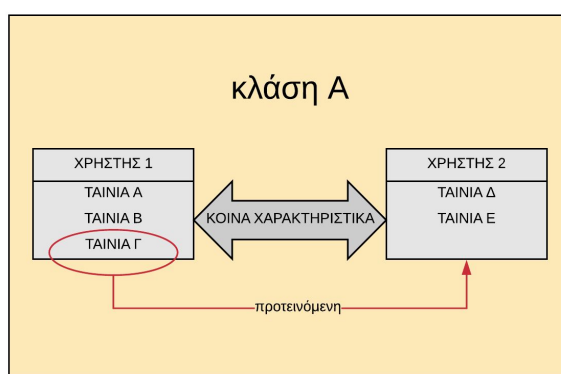 κλάση Α
ΧΡΗΣΤΗΣ 1
ΤΑΙΝΙΑ Α
ΤΑΙΝΙΑ Β
ΤΑΙΝΙΑ Γ
ΚΟΙΝΑ ΧΑΡΑΚΤΗΡΙΣΤΙΚΑ
ΧΡΗΣΤΗΣ 2
ΤΑΙΝΙΑ Δ
ΤΑΙΝΙΑ Ε
προτεινόμενη